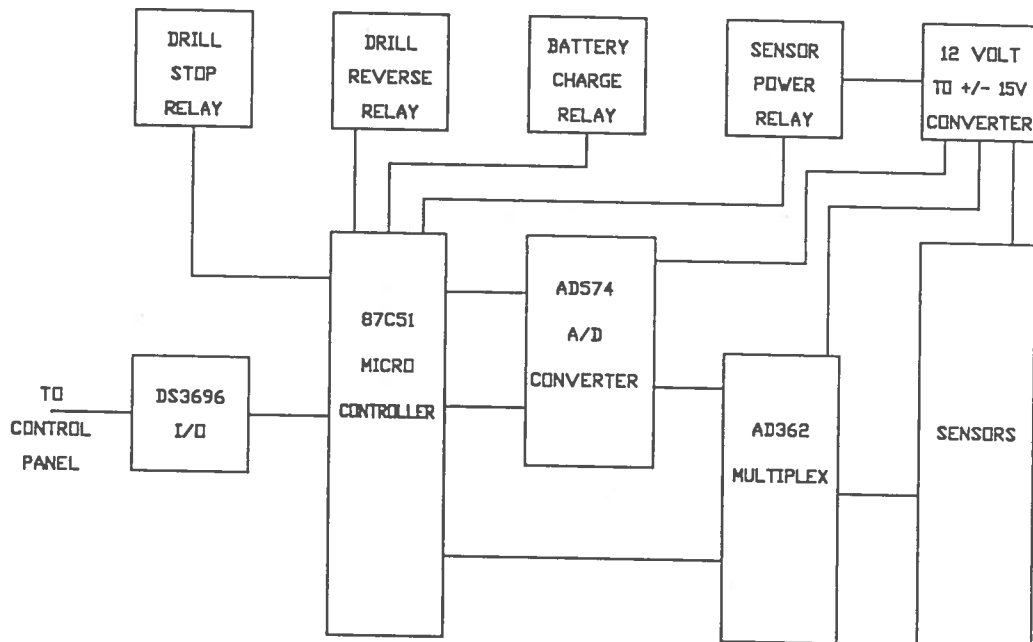 DRILL
STOP
RELAY
DRILL
REVERSE
RELAY
BATTERY
CHARGE
RELAY
SENSOR
POWER
RELAY
12 VOLT
TO +/- 15V
CONVERTER
87C51
MICRO
CONTROLLER
AD574
A/D
CONVERTER
TO
CONTROL
PANEL
DS3696
I/O
AD362
MULTIPLEX
SENSORS